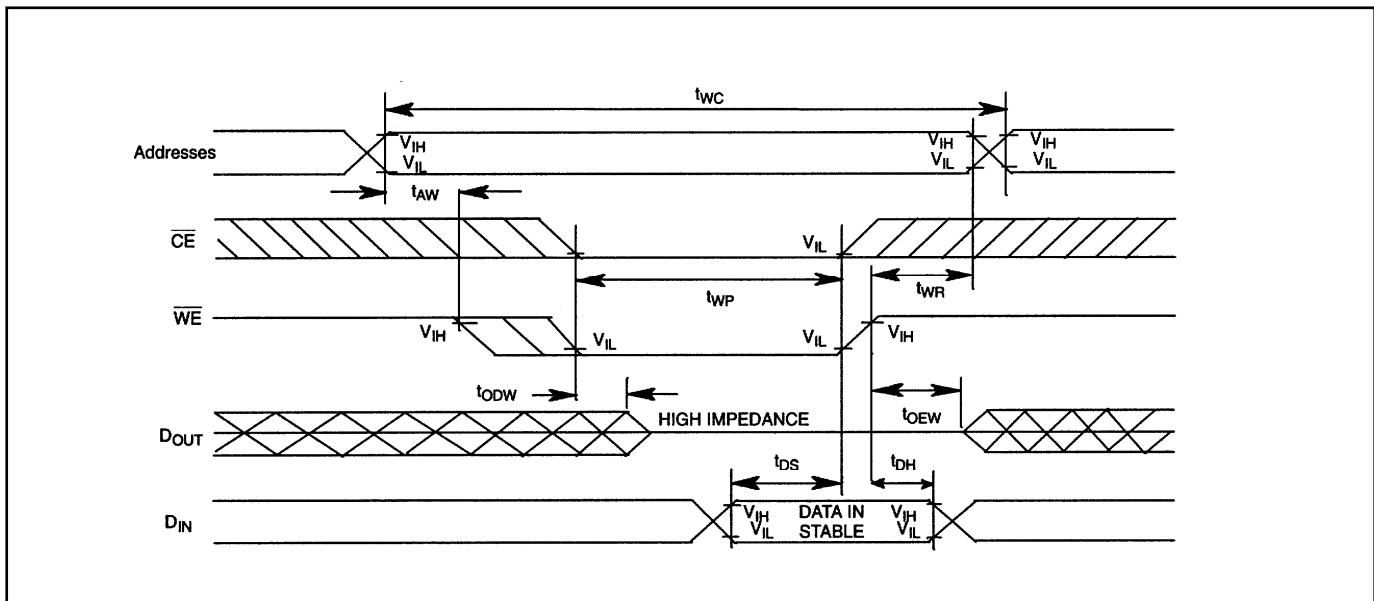 tWC
Addresses
VIH
VIL
VIH
VIL
VIH
VIL
tAW
CE
VIL
tWP
tWR
WE
VIH
VIL
VIL
VIH
tODW
tOEW
DOUT
HIGH IMPEDANCE
tDS
tDH
DIN
VIH
VIL
DATA IN
STABLE
VIH
VIL